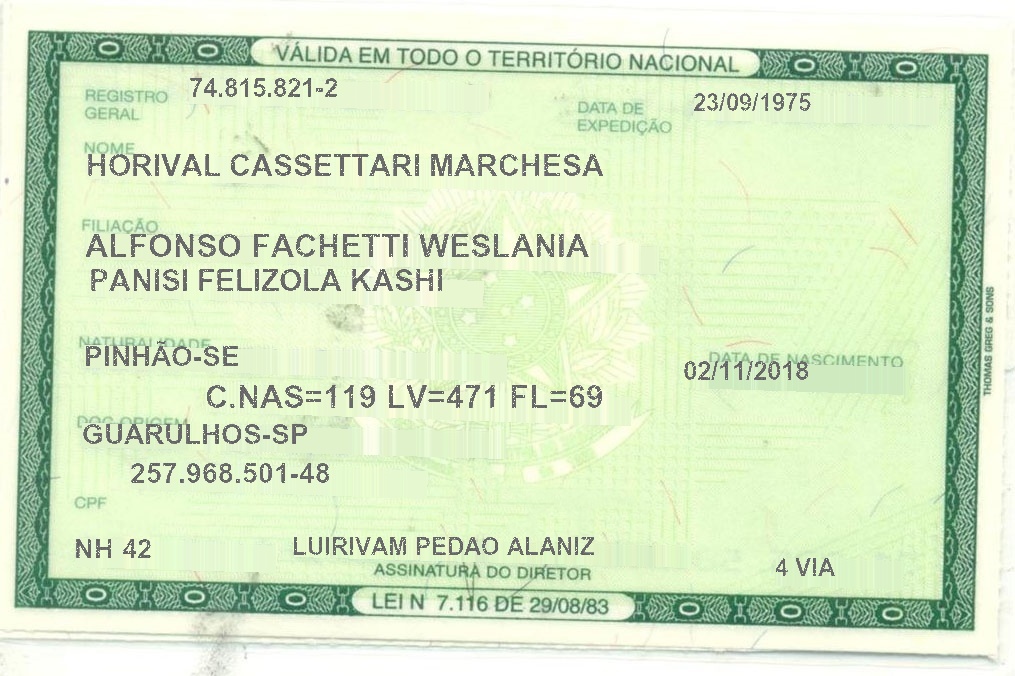 VÁLIDA EM TODO O TERRITÓRIO NACIONAL
REGISTRO GERAL 74.815.821-2 DATA DE EXPEDIÇÃO 23/09/1975
NOME
HORIVAL CASSETTARI MARCHESA
FILIAÇÃO
ALFONSO FACHETTI WESLANIA
PANISI FELIZOLA KASHI
NATURALIDADE DATA DE NASCIMENTO
PINHÃO-SE 02/11/2018
C.NAS=119 LV=471 FL=69
DOC ORIGEM
GUARULHOS-SP
257.968.501-48
CPF
NH 42 LUIRIVAM PEDAO ALANIZ 4 VIA
ASSINATURA DO DIRETOR
LEI N 7.116 DE 29/08/83
THOMAS GREG & SONS